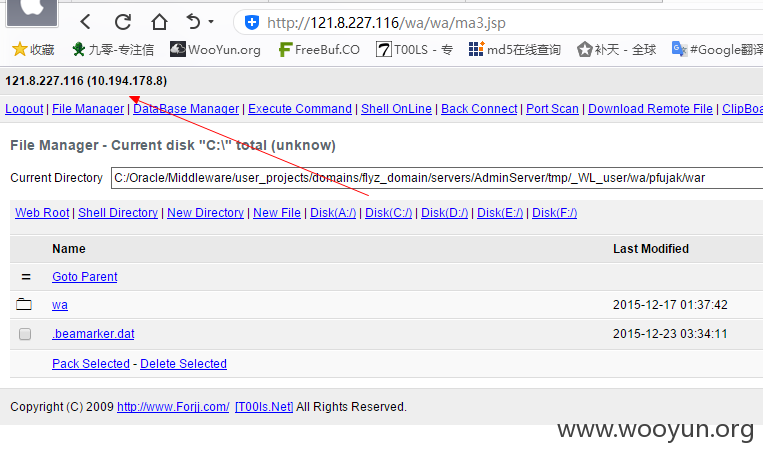 http://121.8.227.116/wa/wa/ma3.jsp
收藏 九零-专注信 WooYun.org FreeBuf.CO T00LS - 专 md5在线查询 补天 - 全球 #Google翻译
121.8.227.116 (10.194.178.8)
Logout | File Manager | DataBase Manager | Execute Command | Shell OnLine | Back Connect | Port Scan | Download Remote File | ClipBoa
File Manager - Current disk "C:\" total (unknow)
Current Directory C:/Oracle/Middleware/user_projects/domains/flyz_domain/servers/AdminServer/tmp/_WL_user/wa/pfujak/war
Web Root | Shell Directory | New Directory | New File | Disk(A:/) | Disk(C:/) | Disk(D:/) | Disk(E:/) | Disk(F:/)
Name Last Modified
= Goto Parent
wa 2015-12-17 01:37:42
.beamarker.dat 2015-12-23 03:34:11
Pack Selected - Delete Selected
Copyright (C) 2009 http://www.Forjj.com/ [T00ls.Net] All Rights Reserved.
www.wooyun.org